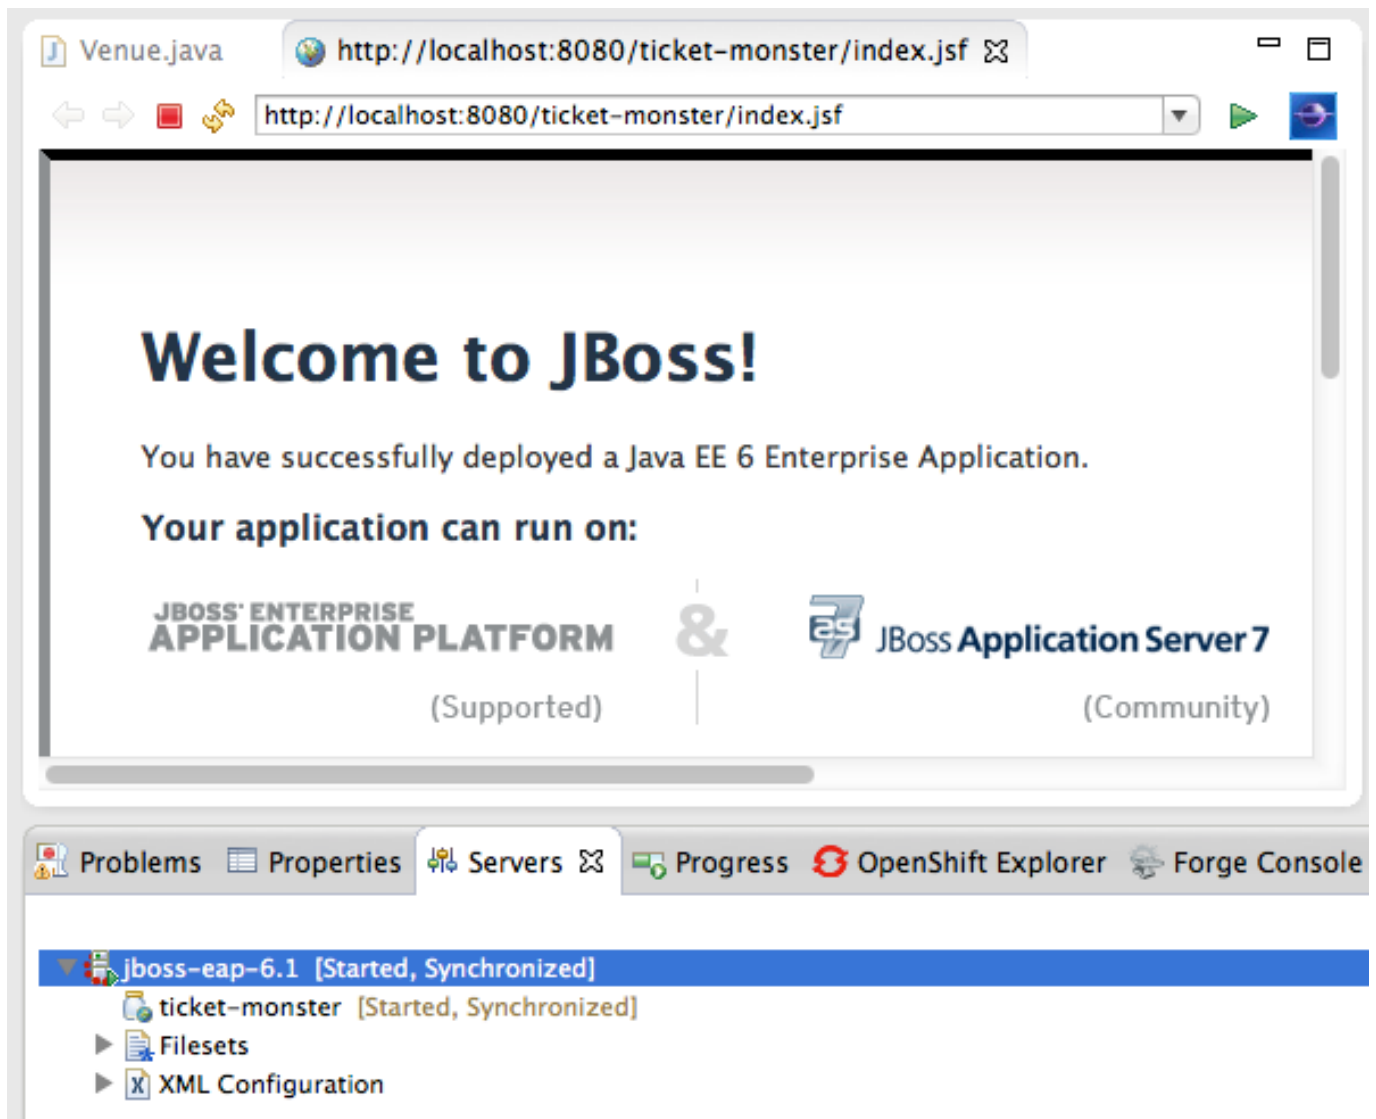 Venue.java http://localhost:8080/ticket-monster/index.jsf
http://localhost:8080/ticket-monster/index.jsf
Welcome to JBoss!
You have successfully deployed a Java EE 6 Enterprise Application.
Your application can run on:
JBOSS' ENTERPRISE
APPLICATION PLATFORM
&
as 7 JBoss Application Server 7
(Supported)
(Community)
Problems Properties Servers Progress OpenShift Explorer Forge Console
jboss-eap-6.1 [Started, Synchronized]
ticket-monster [Started, Synchronized]
Filesets
XML Configuration